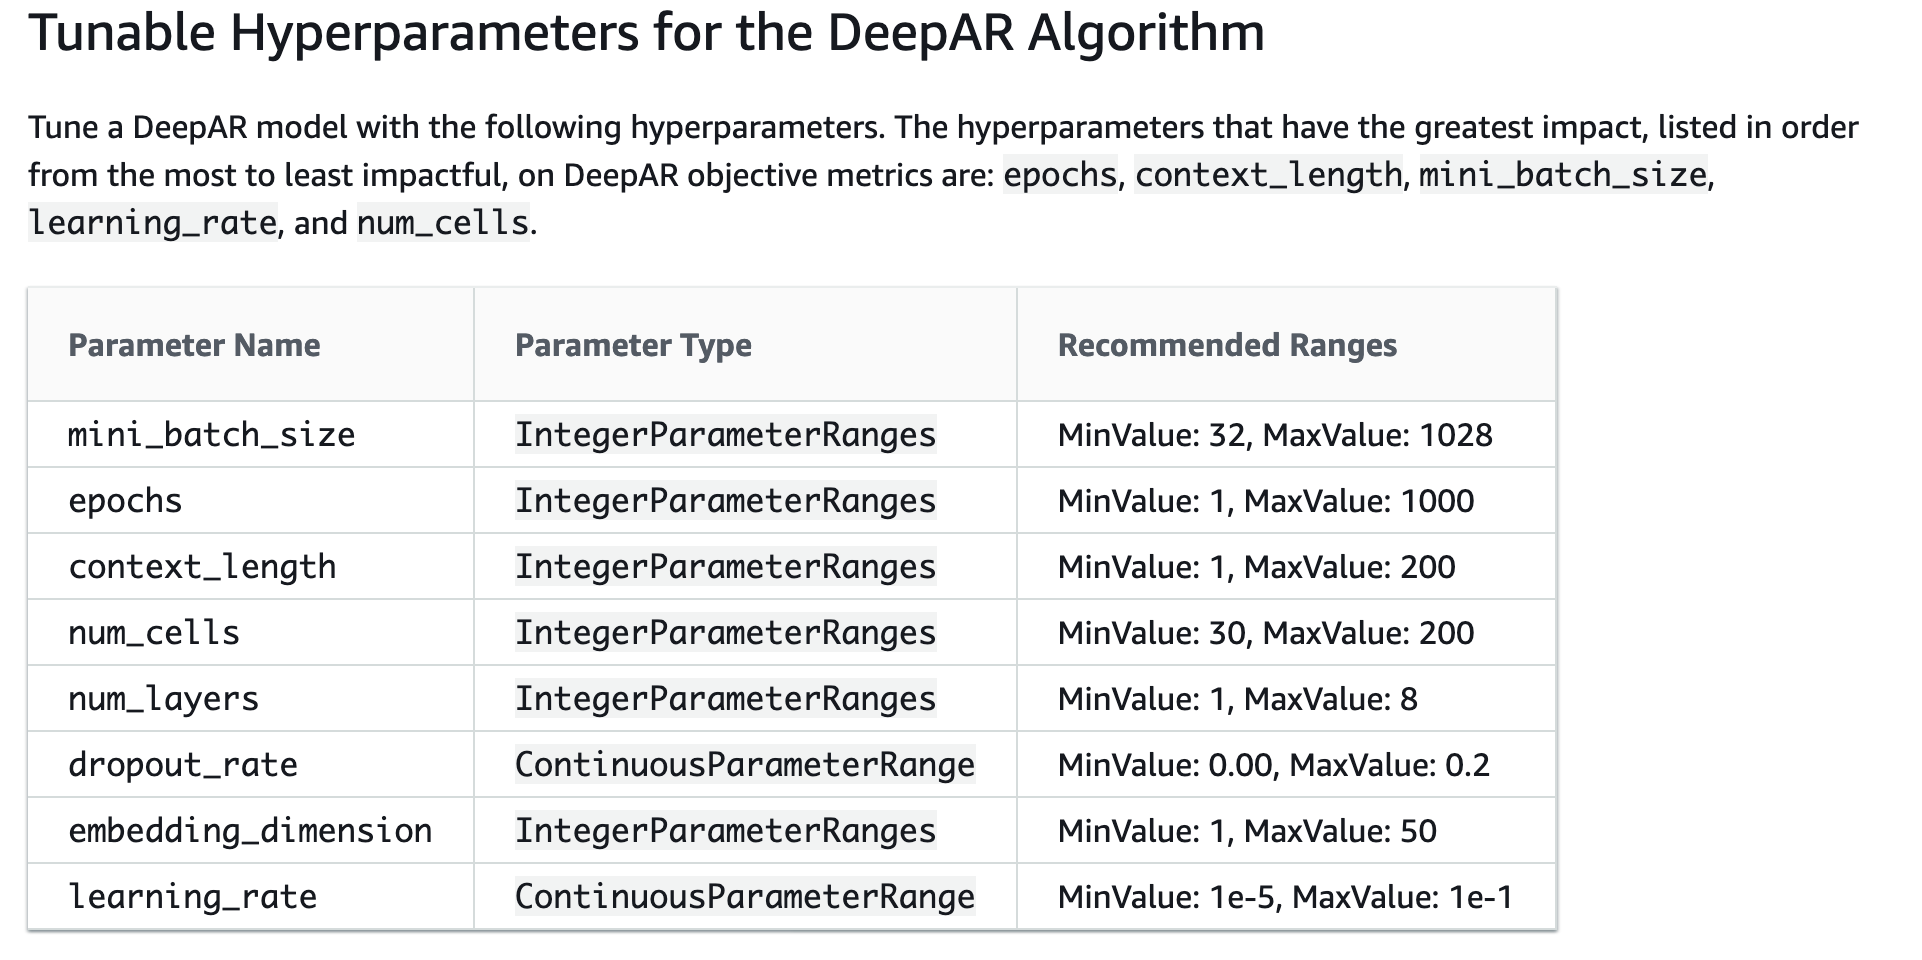 Tunable Hyperparameters for the DeepAR Algorithm
Tune a DeepAR model with the following hyperparameters. The hyperparameters that have the greatest impact, listed in order
from the most to least impactful, on DeepAR objective metrics are: epochs, context_length, mini_batch_size,
learning_rate, and num_cells.
Parameter Name Parameter Type Recommended Ranges
mini_batch_size IntegerParameterRanges MinValue: 32, MaxValue: 1028
epochs IntegerParameterRanges MinValue: 1, MaxValue: 1000
context_length IntegerParameterRanges MinValue: 1, MaxValue: 200
num_cells IntegerParameterRanges MinValue: 30, MaxValue: 200
num_layers IntegerParameterRanges MinValue: 1, MaxValue: 8
dropout_rate ContinuousParameterRange MinValue: 0.00, MaxValue: 0.2
embedding_dimension IntegerParameterRanges MinValue: 1, MaxValue: 50
learning_rate ContinuousParameterRange MinValue: 1e-5, MaxValue: 1e-1